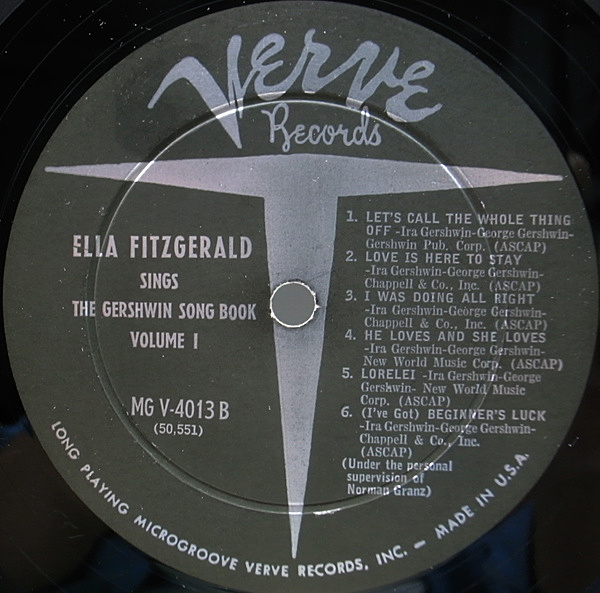 Verve
Records
ELLA FITZGERALD
SINGS
THE GERSHWIN SONG BOOK
VOLUME I
MG V-4013 B
(50,551)
1. LET'S CALL THE WHOLE THING
OFF -Ira Gershwin-George Gershwin-
Gershwin Pub. Corp. (ASCAP)
2. LOVE IS HERE TO STAY
-Ira Gershwin-George Gershwin-
Chappell & Co., Inc. (ASCAP)
3. I WAS DOING ALL RIGHT
-Ira Gershwin-George Gershwin-
Chappell & Co., Inc. (ASCAP)
4. HE LOVES AND SHE LOVES
-Ira Gershwin-George Gershwin-
New World Music Corp. (ASCAP)
5. LORELEI -Ira Gershwin-George
Gershwin- New World Music
Corp. (ASCAP)
6. (I've Got) BEGINNER'S LUCK
-Ira Gershwin-George Gershwin-
Chappell & Co., Inc.
(ASCAP)
(Under the personal
supervision of
Norman Granz)
LONG PLAYING MICROGROOVE VERVE RECORDS, INC. — MADE IN U.S.A.